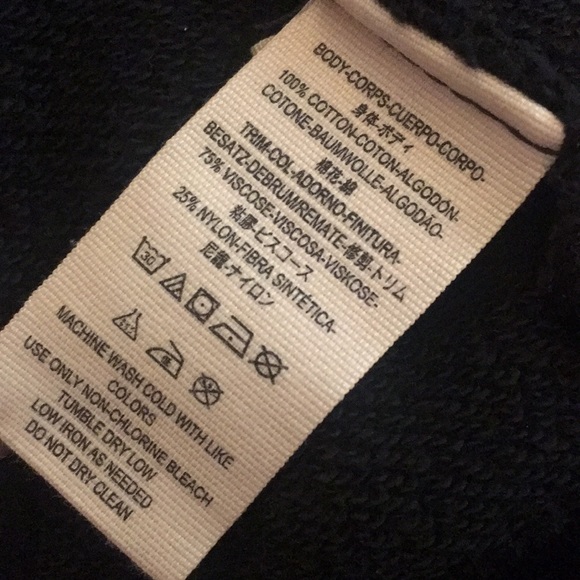 BODY-CORPS-CUERPO-CORPO-
身体-ボディ
100% COTTON-COTON-ALGODÓN-
COTONE-BAUMWOLLE-ALGODÃO-
棉花-綿
TRIM-COL-ADORNO-FINITURA-
BESATZ-DEBRUMREMATE-修剪-トリム
75% VISCOSE-VISCOSA-VISKOSE-
粘膠-ビスコース
25% NYLON-FIBRA SINTÉTICA-
尼龍-ナイロン
30
MACHINE WASH COLD WITH LIKE
COLORS
USE ONLY NON-CHLORINE BLEACH
TUMBLE DRY LOW
LOW IRON AS NEEDED
DO NOT DRY CLEAN